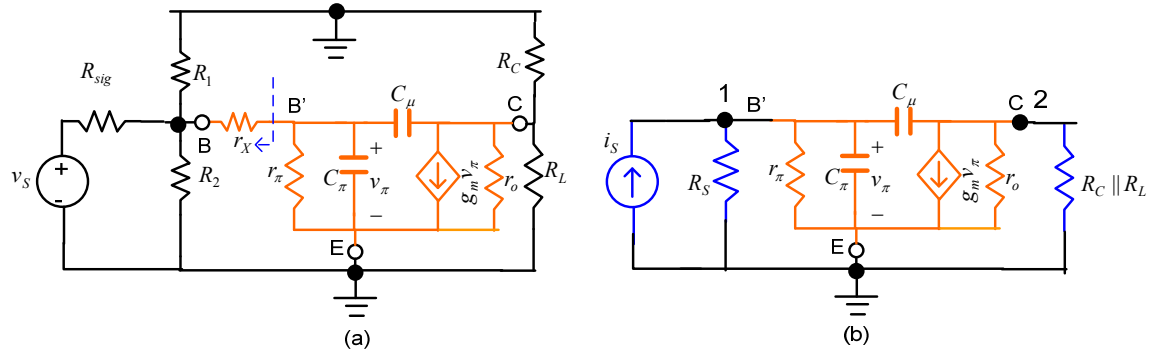 R_sig
R_1
B
r_X
B'
C_μ
C
R_C
v_S
+
-
R_2
r_π
C_π
+
v_π
−
g_m v_π
r_o
R_L
E
(a)
1
B'
C_μ
C
2
i_S
R_S
r_π
C_π
+
v_π
−
g_m v_π
r_o
R_C || R_L
E
(b)